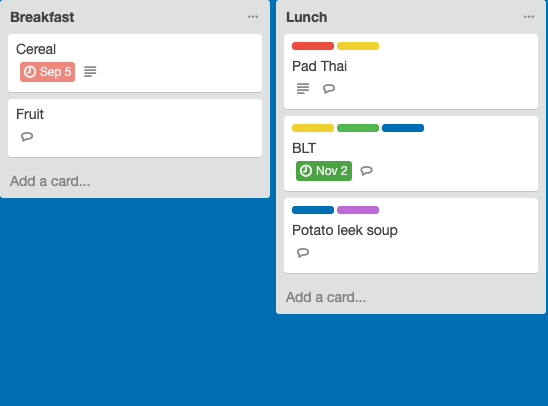 Breakfast
Cereal
Sep 5
Fruit
Add a card...
Lunch
Pad Thai
BLT
Nov 2
Potato leek soup
Add a card...